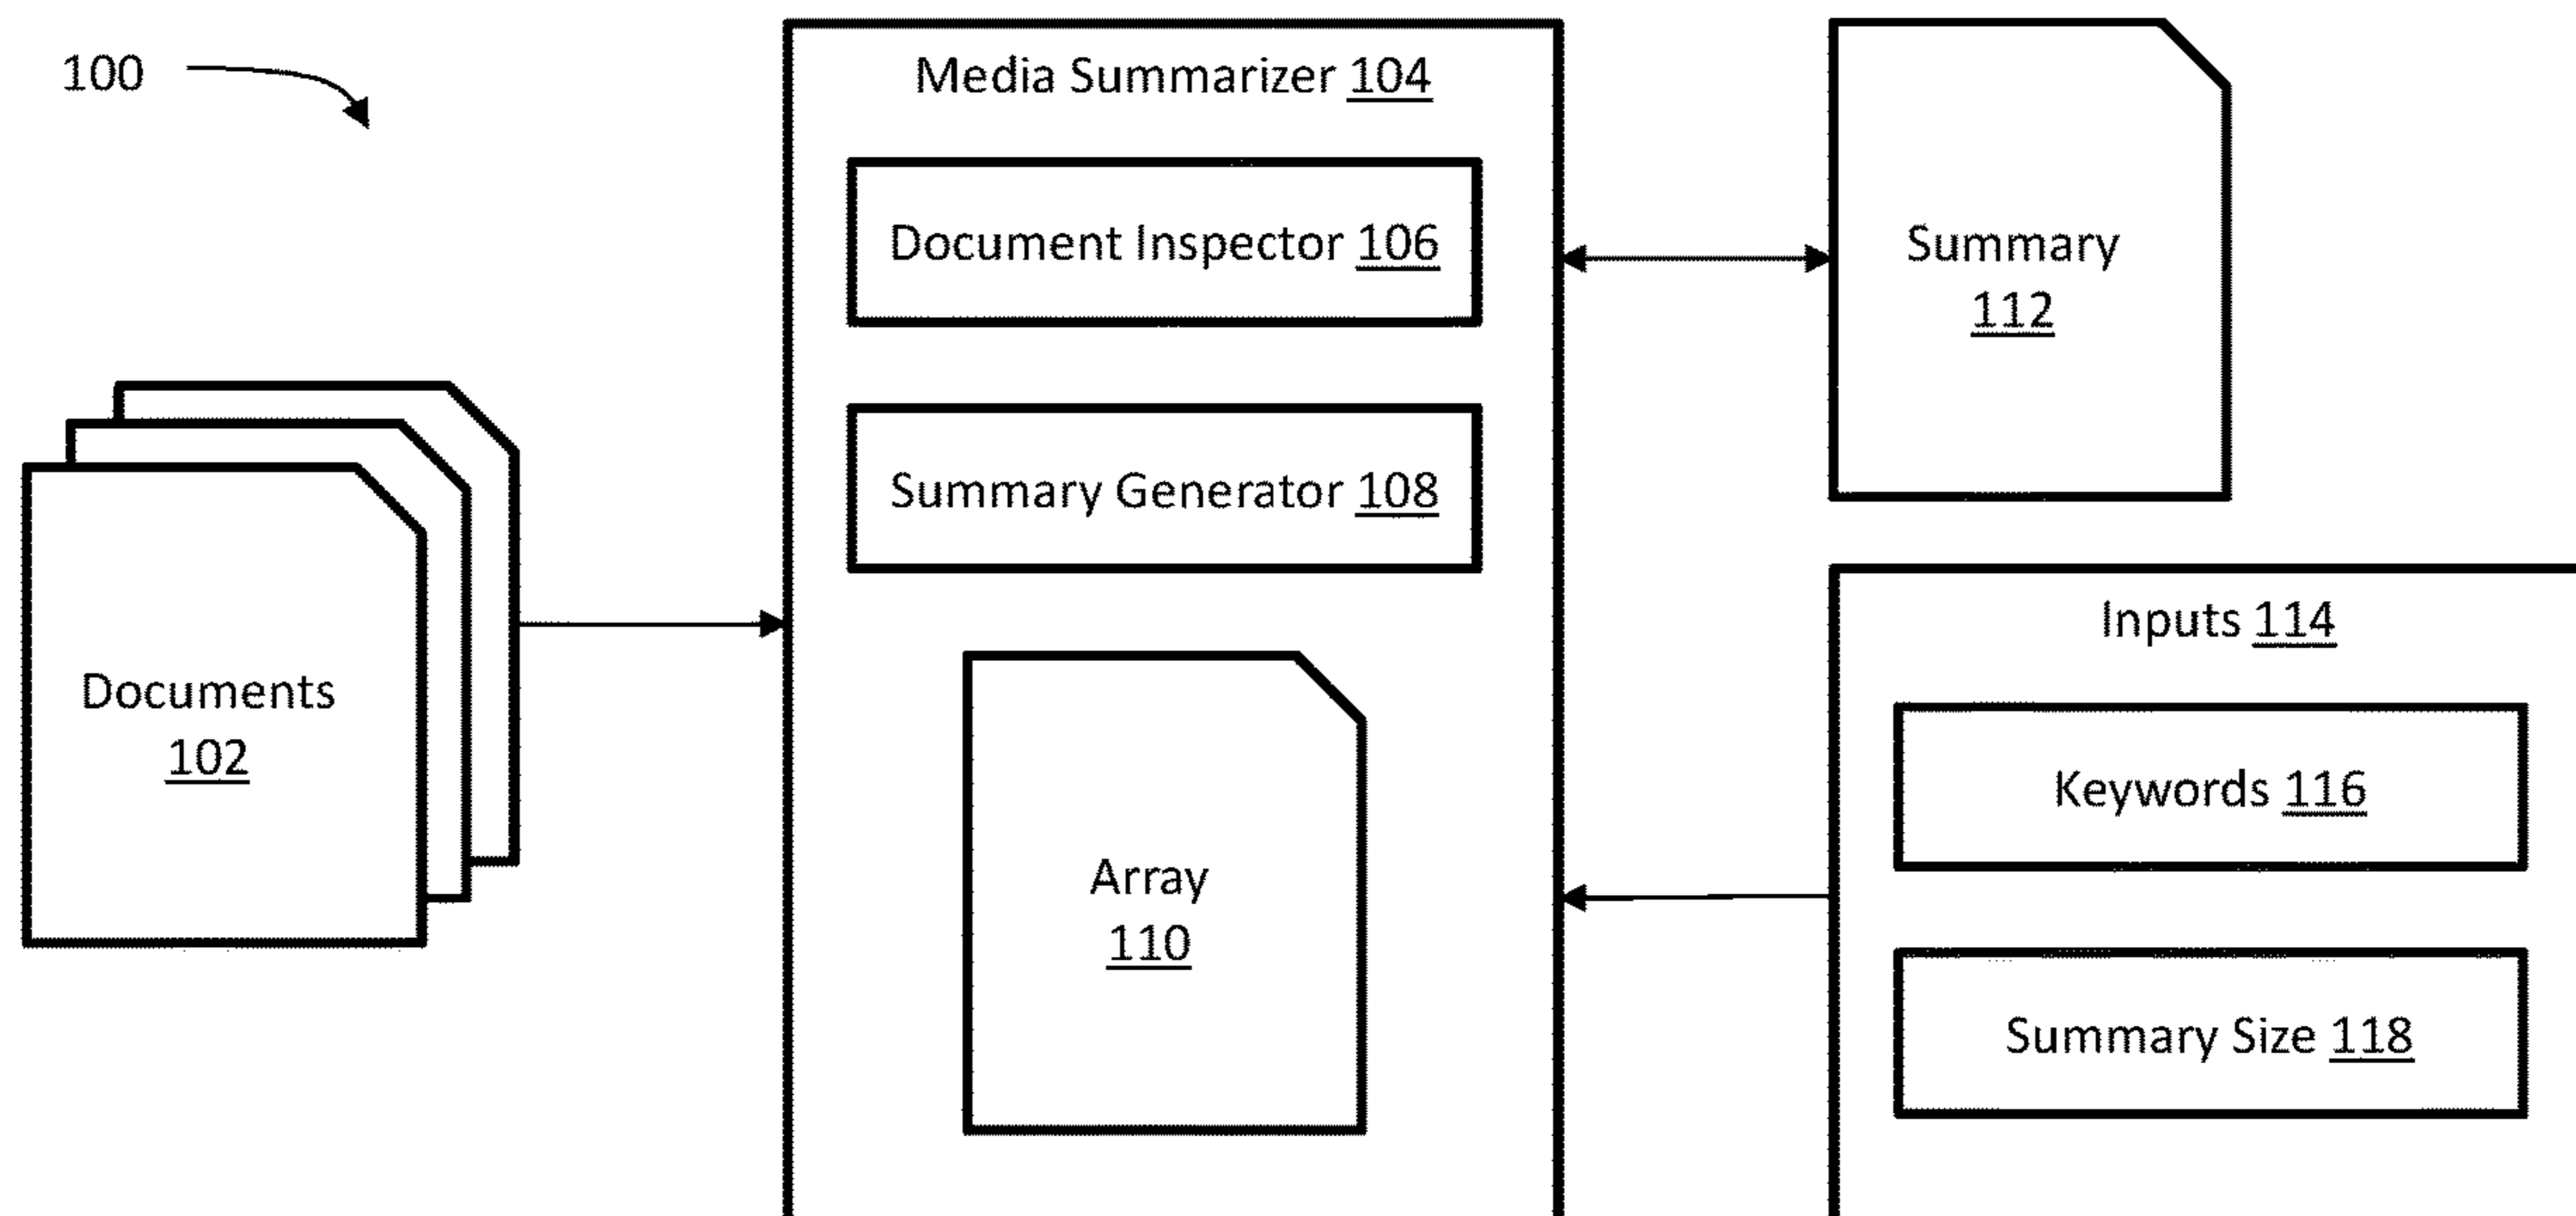 100
Media Summarizer 104
Document Inspector 106
Summary Generator 108
Array
110
Documents
102
Summary
112
Inputs 114
Keywords 116
Summary Size 118